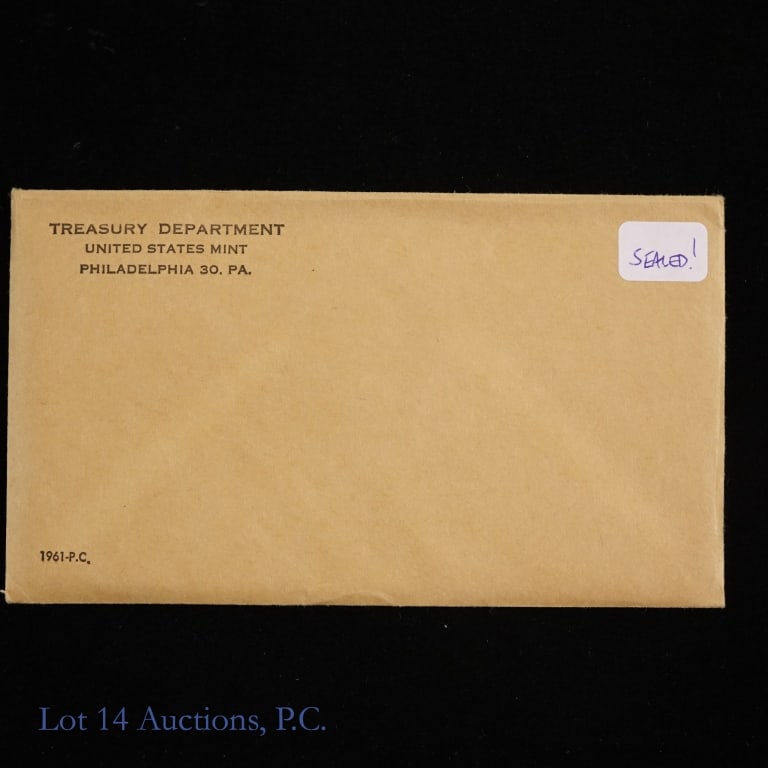 TREASURY DEPARTMENT
UNITED STATES MINT
PHILADELPHIA 30. PA.
SEALED!
1961-P.C.
Lot 14 Auctions, P.C.